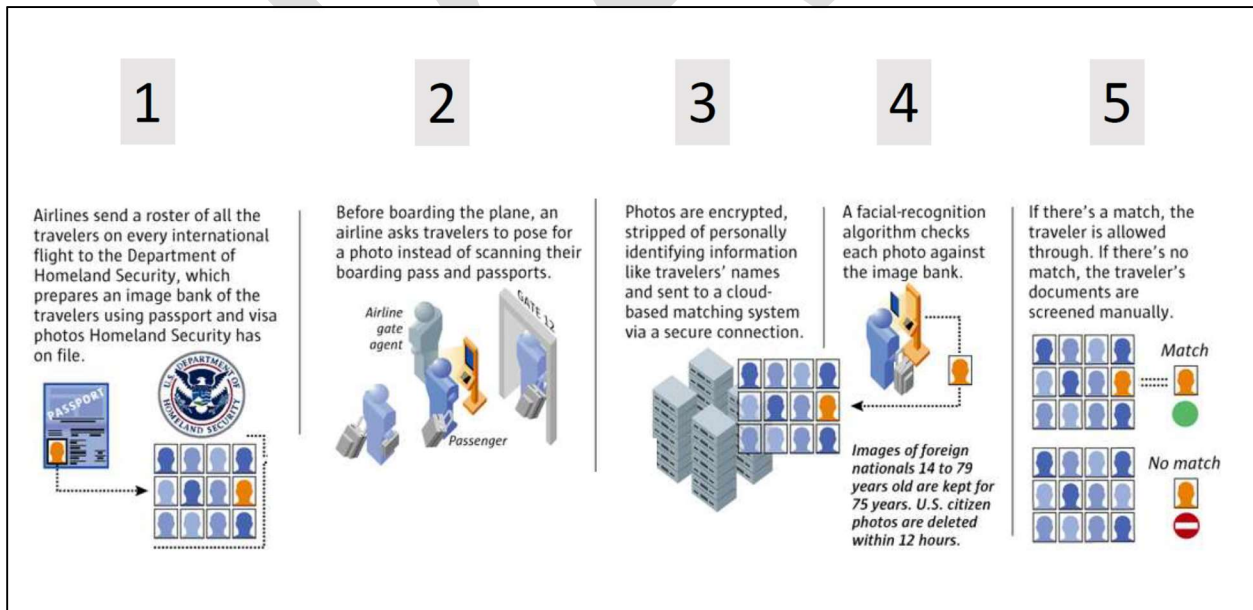 1
2
3
4
5
Airlines send a roster of all the
travelers on every international
flight to the Department of
Homeland Security, which
prepares an image bank of the
travelers using passport and visa
photos Homeland Security has
on file.
PASSPORT
U.S. DEPARTMENT OF
HOMELAND SECURITY
Before boarding the plane, an
airline asks travelers to pose for
a photo instead of scanning their
boarding pass and passports.
Airline
gate
agent
GATE 12
Passenger
Photos are encrypted,
stripped of personally
identifying information
like travelers' names
and sent to a cloud-
based matching system
via a secure connection.
A facial-recognition
algorithm checks
each photo against
the image bank.
Images of foreign
nationals 14 to 79
years old are kept for
75 years. U.S. citizen
photos are deleted
within 12 hours.
If there's a match, the
traveler is allowed
through. If there's no
match, the traveler's
documents are
screened manually.
Match
No match